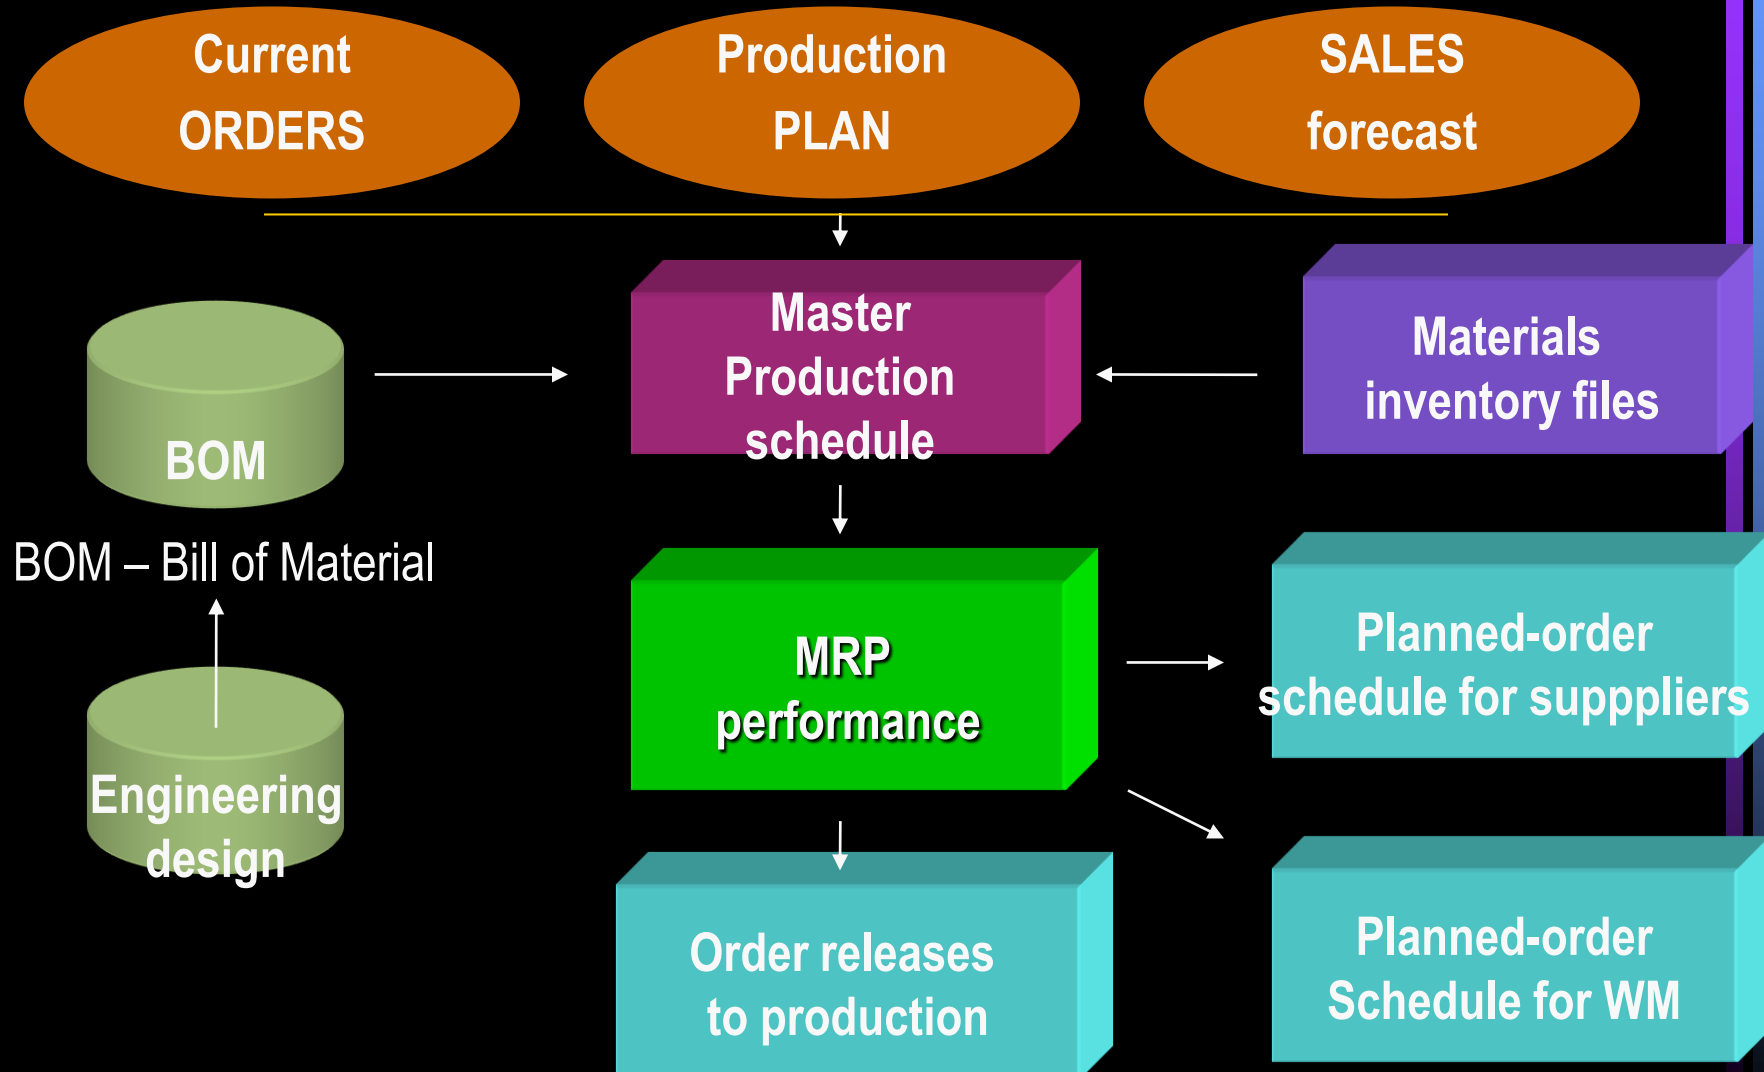 Current
ORDERS
Production
PLAN
SALES
forecast
Master
Production
schedule
Materials
inventory files
BOM
BOM – Bill of Material
MRP
performance
Planned-order
schedule for supppliers
Engineering
design
Order releases
to production
Planned-order
Schedule for WM